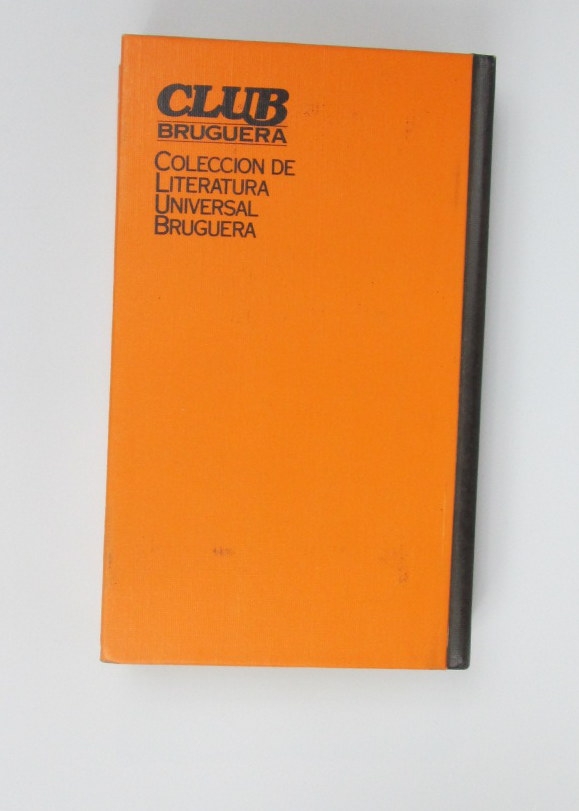 CLUB
BRUGUERA
COLECCION DE
LITERATURA
UNIVERSAL
BRUGUERA